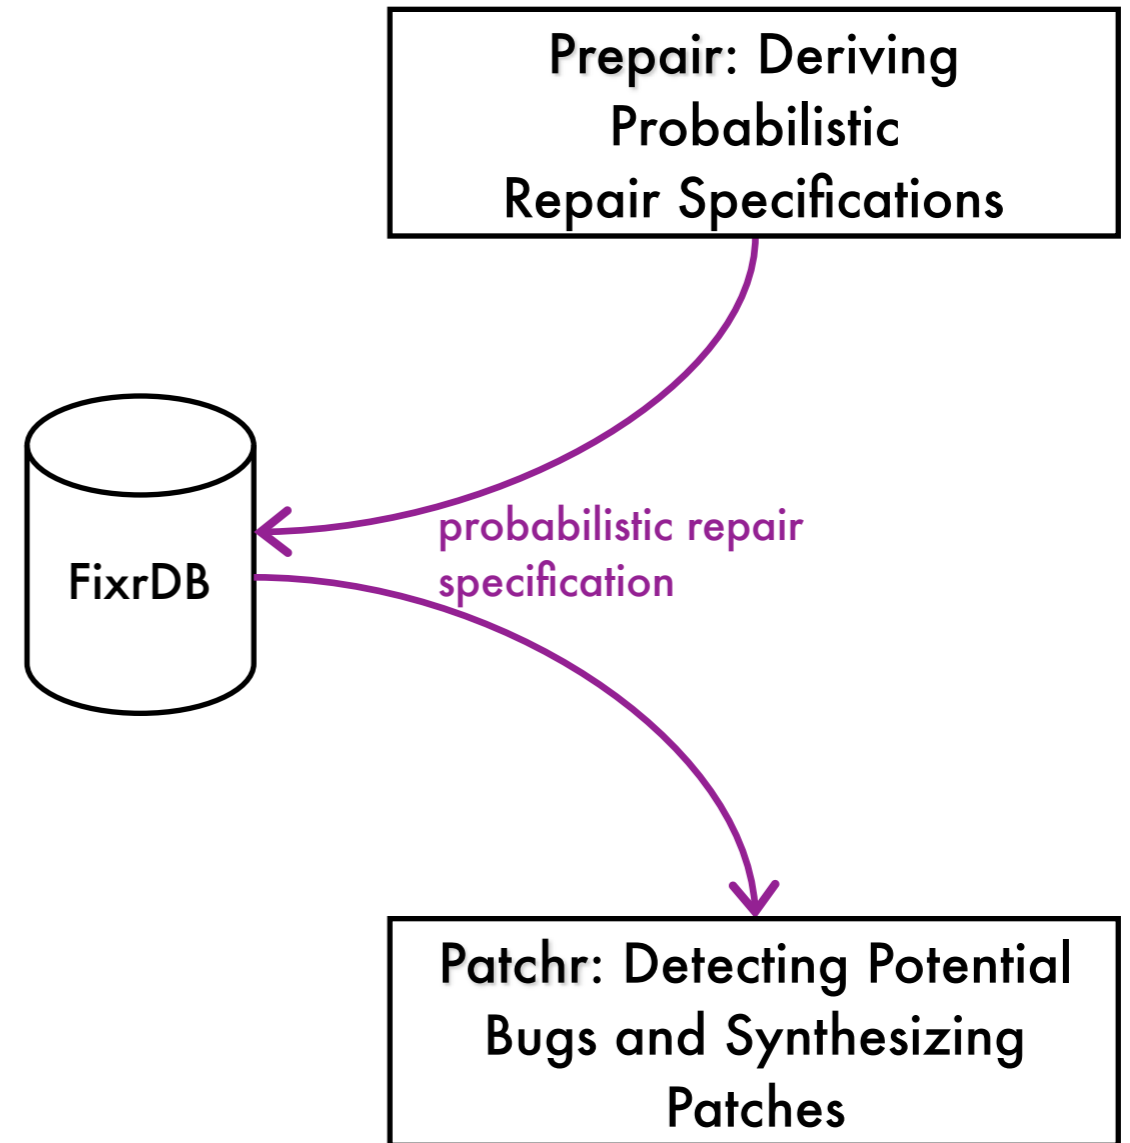 Prepair: Deriving
Probabilistic
Repair Specifications
probabilistic repair
specification
FixrDB
Patchr: Detecting Potential
Bugs and Synthesizing
Patches